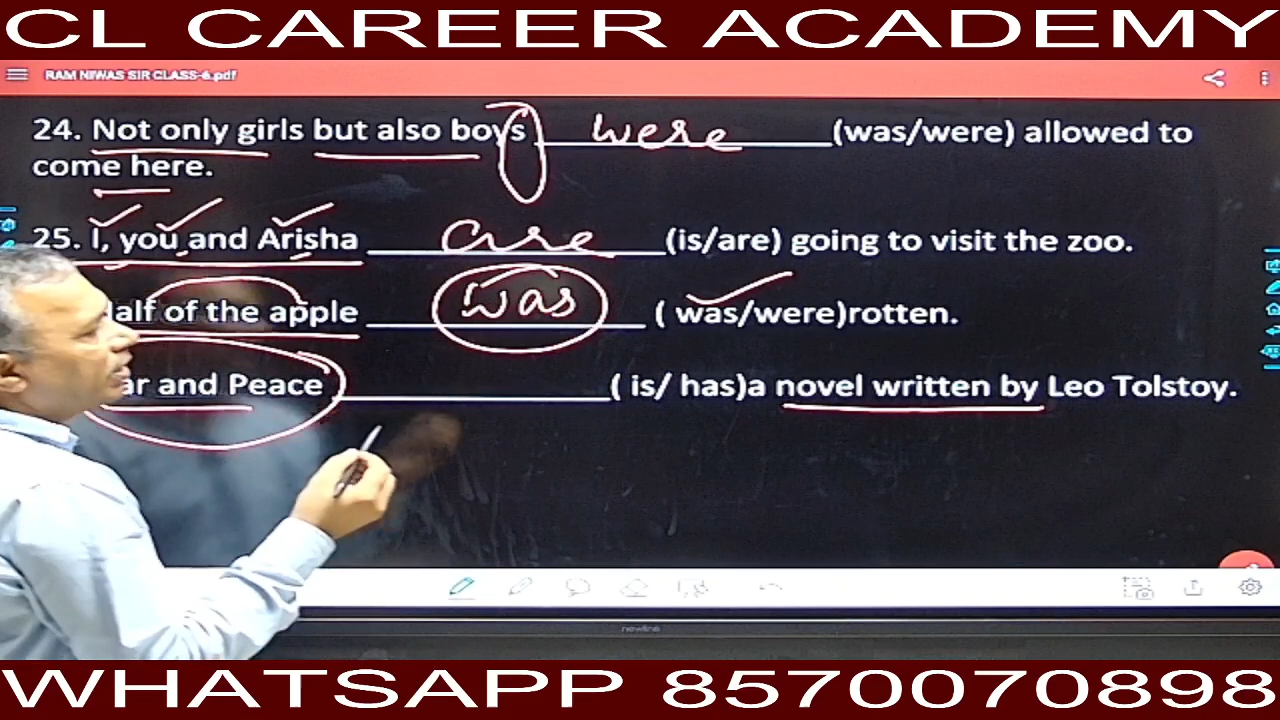 CL CAREER ACADEMY
RAM NIWAS SIR CLASS-6.pdf
24. Not only girls but also boys were (was/were) allowed to
come here.
25. I, you and Arisha are (is/are) going to visit the zoo.
alf of the apple was ( was/were)rotten.
ar and Peace ( is/ has)a novel written by Leo Tolstoy.
newline
WHATSAPP 8570070898